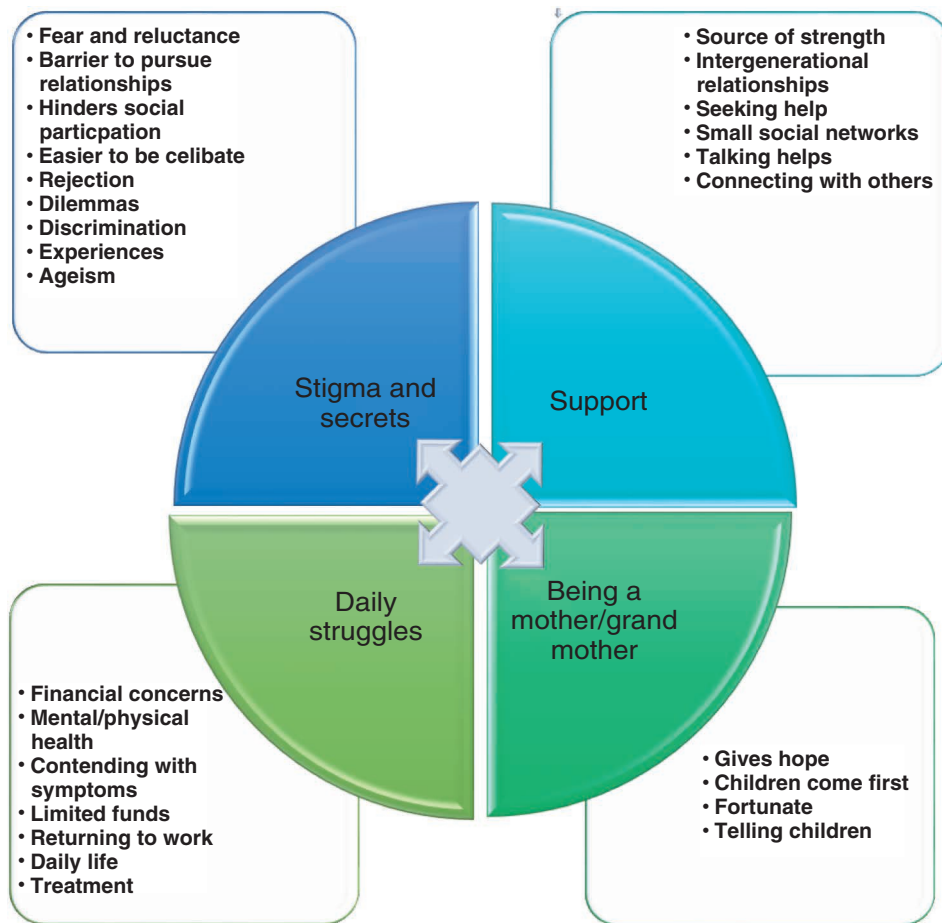 • Fear and reluctance
• Barrier to pursue
relationships
• Hinders social
particpation
• Easier to be celibate
• Rejection
• Dilemmas
• Discrimination
• Experiences
• Ageism
• Source of strength
• Intergenerational
relationships
• Seeking help
• Small social networks
• Talking helps
• Connecting with others
Stigma and
secrets
Support
Daily
struggles
Being a
mother/grand
mother
• Financial concerns
• Mental/physical
health
• Contending with
symptoms
• Limited funds
• Returning to work
• Daily life
• Treatment
• Gives hope
• Children come first
• Fortunate
• Telling children